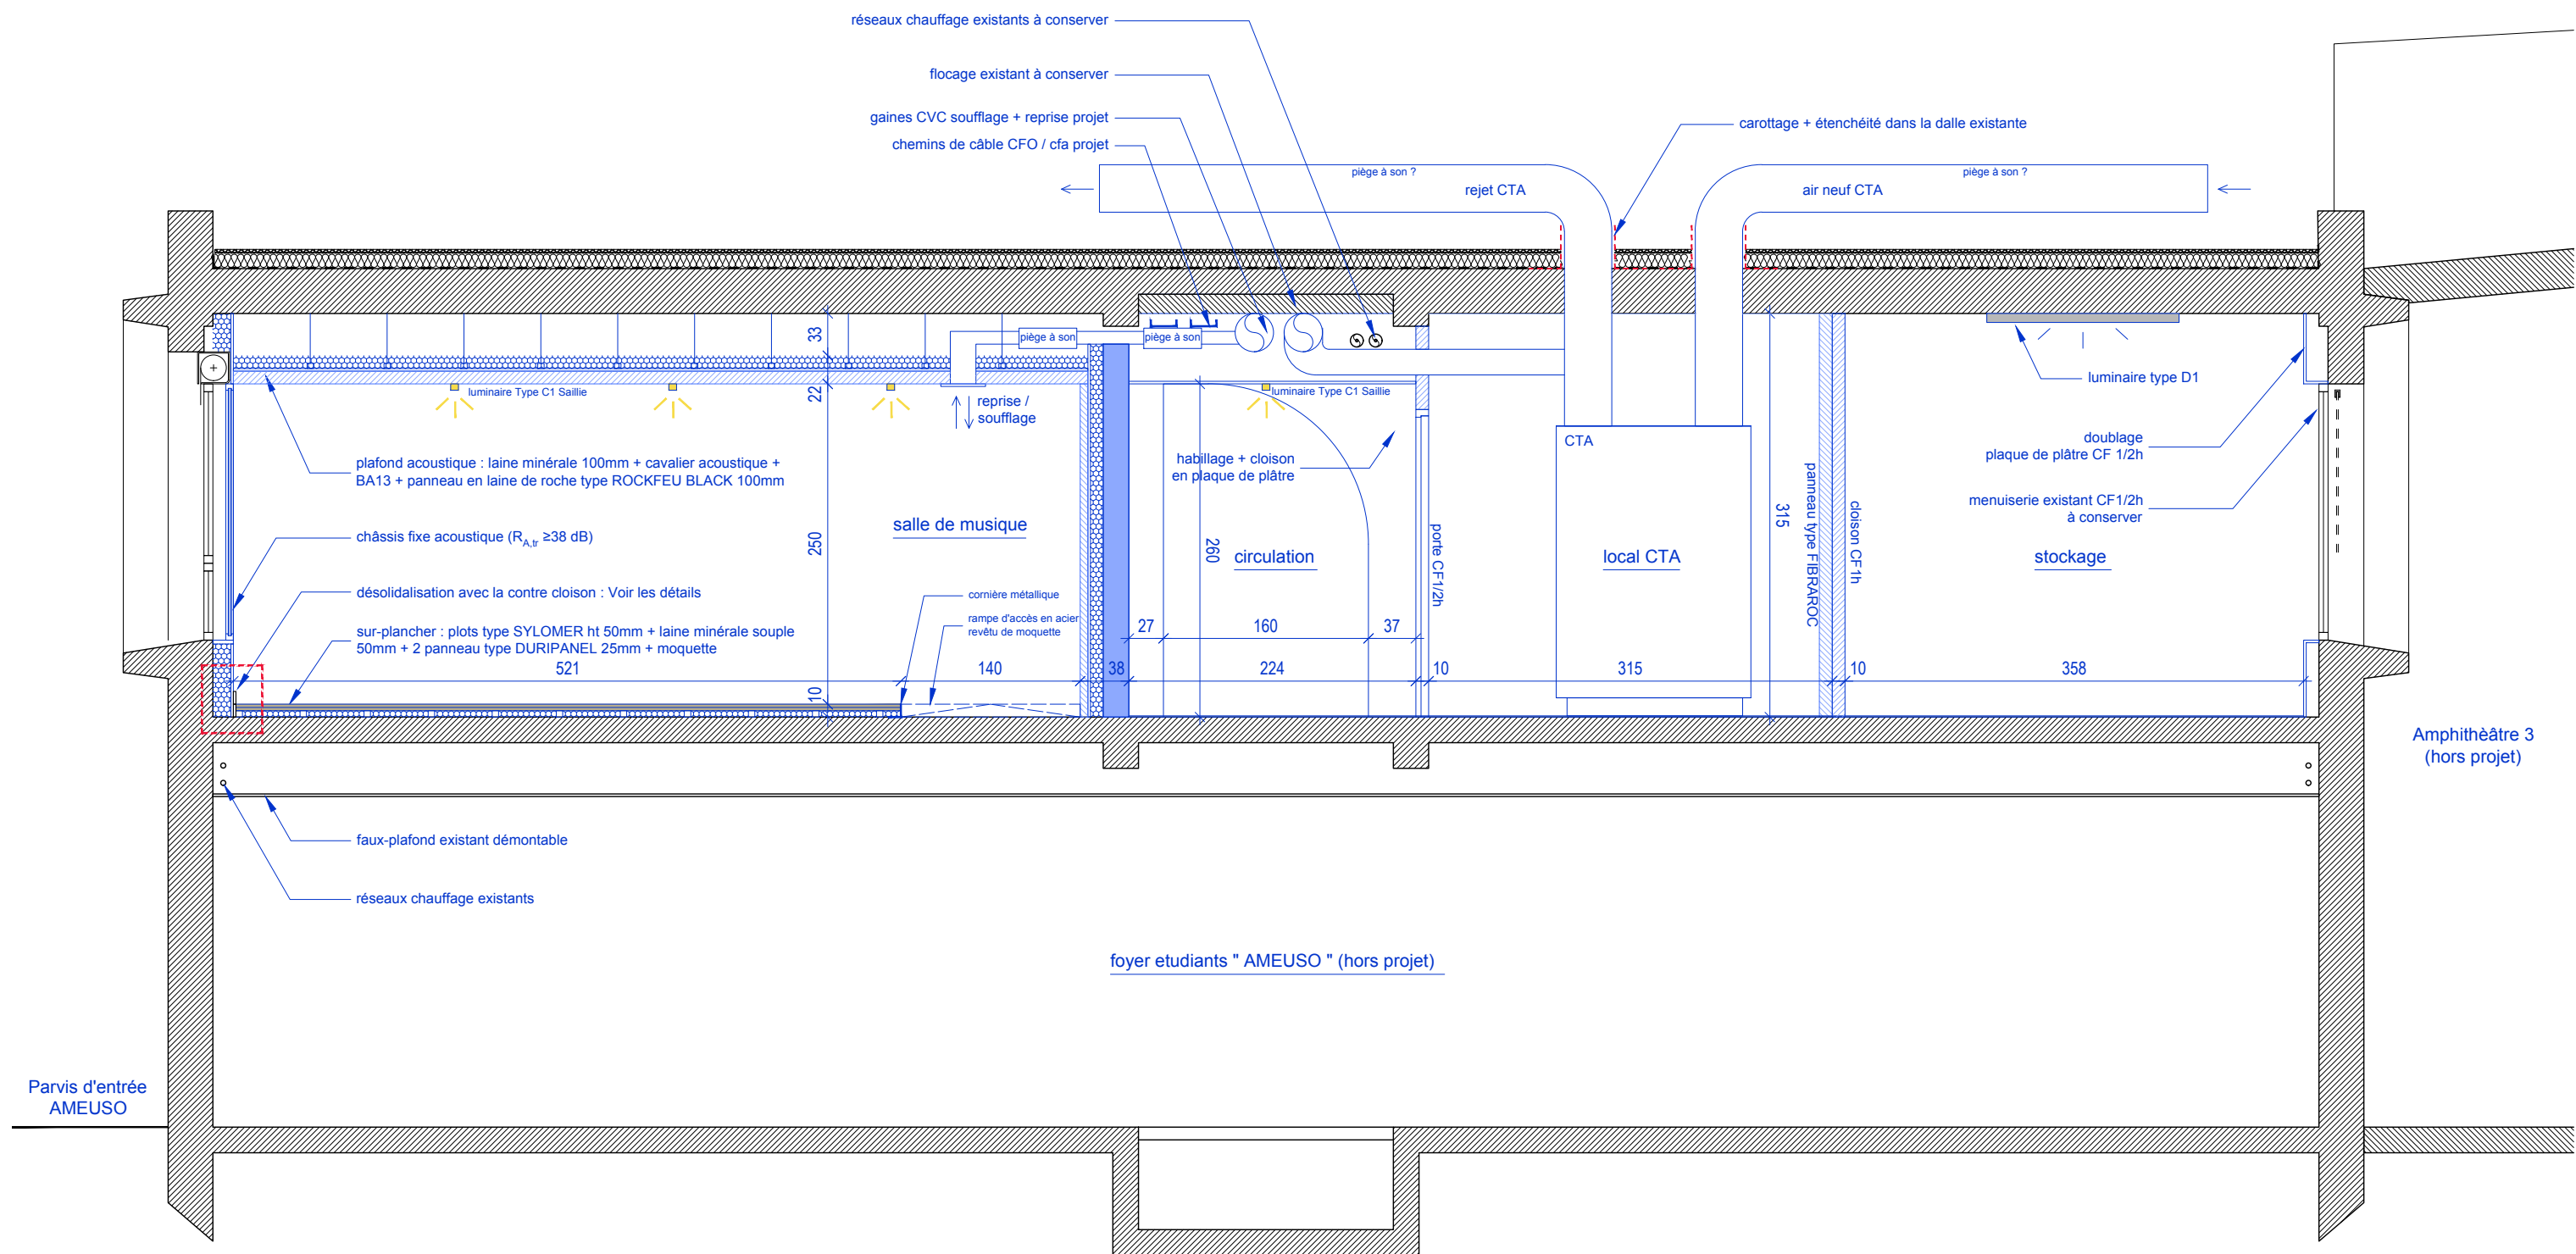 réseaux chauffage existants à conserver
flocage existant à conserver
gaines CVC soufflage + reprise projet
chemins de câble CFO / cfa projet
carottage + étenchéité dans la dalle existante
piège à son ?
rejet CTA
piège à son ?
air neuf CTA
33
piège à son
piège à son
luminaire Type C1 Saillie
22
reprise /
soufflage
luminaire Type C1 Saillie
luminaire type D1
plafond acoustique : laine minérale 100mm + cavalier acoustique +
BA13 + panneau en laine de roche type ROCKFEU BLACK 100mm
habillage + cloison
en plaque de plâtre
CTA
doublage
plaque de plâtre CF 1/2h
menuiserie existant CF1/2h
à conserver
châssis fixe acoustique (RA,tr ≥38 dB)
250
salle de musique
260
circulation
porte CF1/2h
local CTA
315
panneau type FIBRAROC
cloison CF1h
stockage
désolidalisation avec la contre cloison : Voir les détails
cornière métallique
rampe d'accès en acier
revêtu de moquette
sur-plancher : plots type SYLOMER ht 50mm + laine minérale souple
50mm + 2 panneau type DURIPANEL 25mm + moquette
27
160
37
521
10
140
38
224
10
315
10
358
Amphithèâtre 3
(hors projet)
faux-plafond existant démontable
réseaux chauffage existants
foyer etudiants " AMEUSO " (hors projet)
Parvis d'entrée
AMEUSO